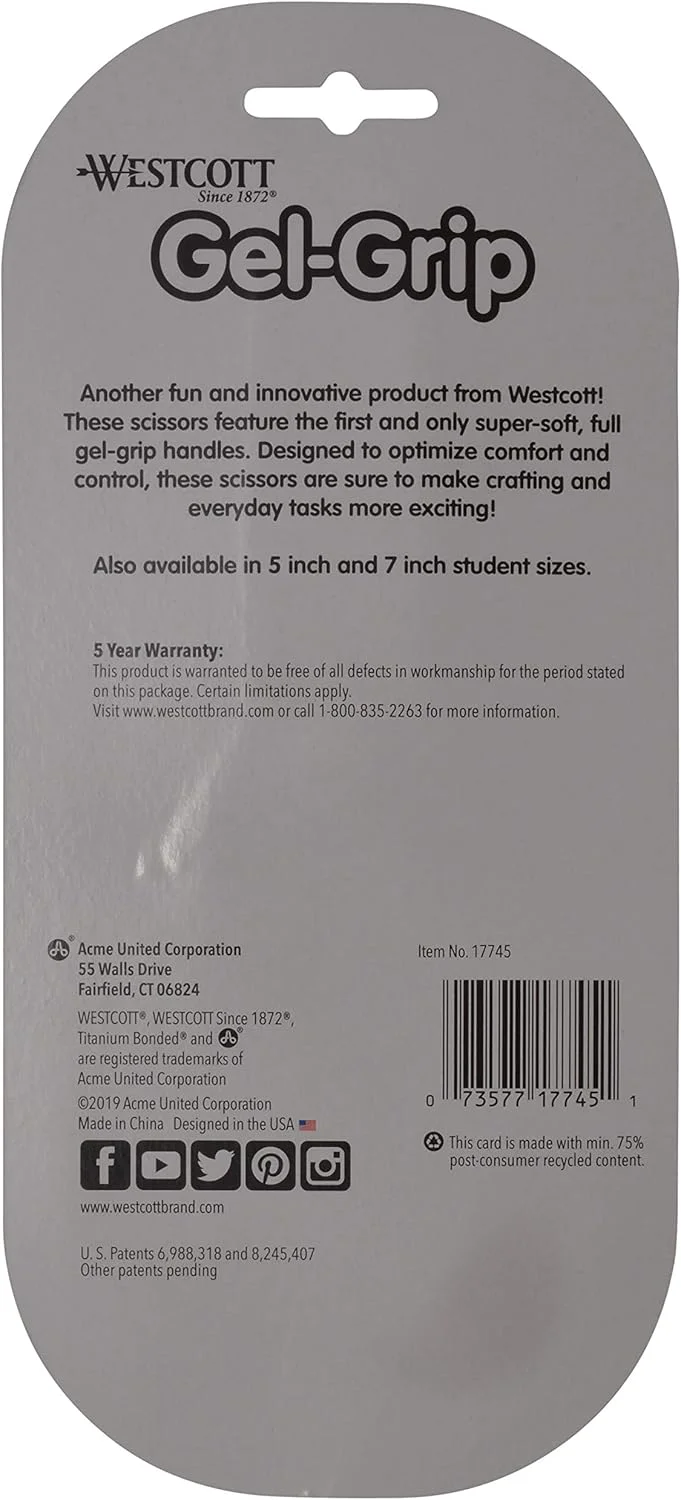 WESTCOTT
Since 1872®
Gel-Grip
Another fun and innovative product from Westcott!
These scissors feature the first and only super-soft, full
gel-grip handles. Designed to optimize comfort and
control, these scissors are sure to make crafting and
everyday tasks more exciting!
Also available in 5 inch and 7 inch student sizes.
5 Year Warranty:
This product is warranted to be free of all defects in workmanship for the period stated
on this package. Certain limitations apply.
Visit www.westcottbrand.com or call 1-800-835-2263 for more information.
® Acme United Corporation
55 Walls Drive
Fairfield, CT 06824
WESTCOTT®, WESTCOTT Since 1872®,
Titanium Bonded® and ®
are registered trademarks of
Acme United Corporation
©2019 Acme United Corporation
Made in China Designed in the USA
www.westcottbrand.com
U. S. Patents 6,988,318 and 8,245,407
Other patents pending
Item No. 17745
0 73577 17745 1
This card is made with min. 75%
post-consumer recycled content.